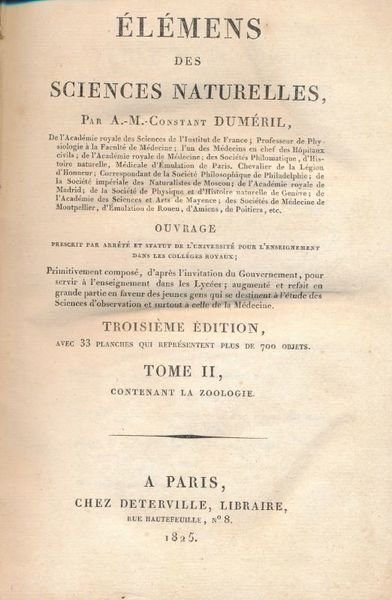 ÉLÉMENS
DES
SCIENCES NATURELLES,
PAR A.-M.-CONSTANT DUMÉRIL,
De l'Académie royale des Sciences de l'Institut de France; Professeur de Phy-
siologie à la Faculté de Médecine; l'un des Médecins en chef des Hôpitaux
civils; de l'Académie royale de Médecine; des Sociétés Philomatique, d'His-
toire naturelle, Médicale d'Émulation de Paris. Chevalier de la Légion
d'Honneur; Correspondant de la Société Philosophique de Philadelphie; de
la Société impériale des Naturalistes de Moscou; de l'Académie royale de
Madrid; de la Société de Physique et d'Histoire naturelle de Genève; de
l'Académie des Sciences et Arts de Mayence; des Sociétés de Médecine de
Montpellier, d'Émulation de Rouen, d'Amiens, de Poitiers, etc.
OUVRAGE
PRESCRIT PAR ARRÊTÉ ET STATUT DE L'UNIVERSITÉ POUR L'ENSEIGNEMENT
DANS LES COLLÉGES ROYAUX;
Primitivement composé, d'après l'invitation du Gouvernement, pour
servir à l'enseignement dans les Lycées; augmenté et refait en
grande partie en faveur des jeunes gens qui se destinent à l'étude des
Sciences d'observation et surtout à celle de la Médecine.
TROISIÈME ÉDITION,
AVEC 33 PLANCHES QUI REPRÉSENTENT PLUS DE 700 OBJETS.
TOME II,
CONTENANT LA ZOOLOGIE.
A PARIS,
CHEZ DETERVILLE, LIBRAIRE,
RUE HAUTEFEUILLE, N° 8.
1825.